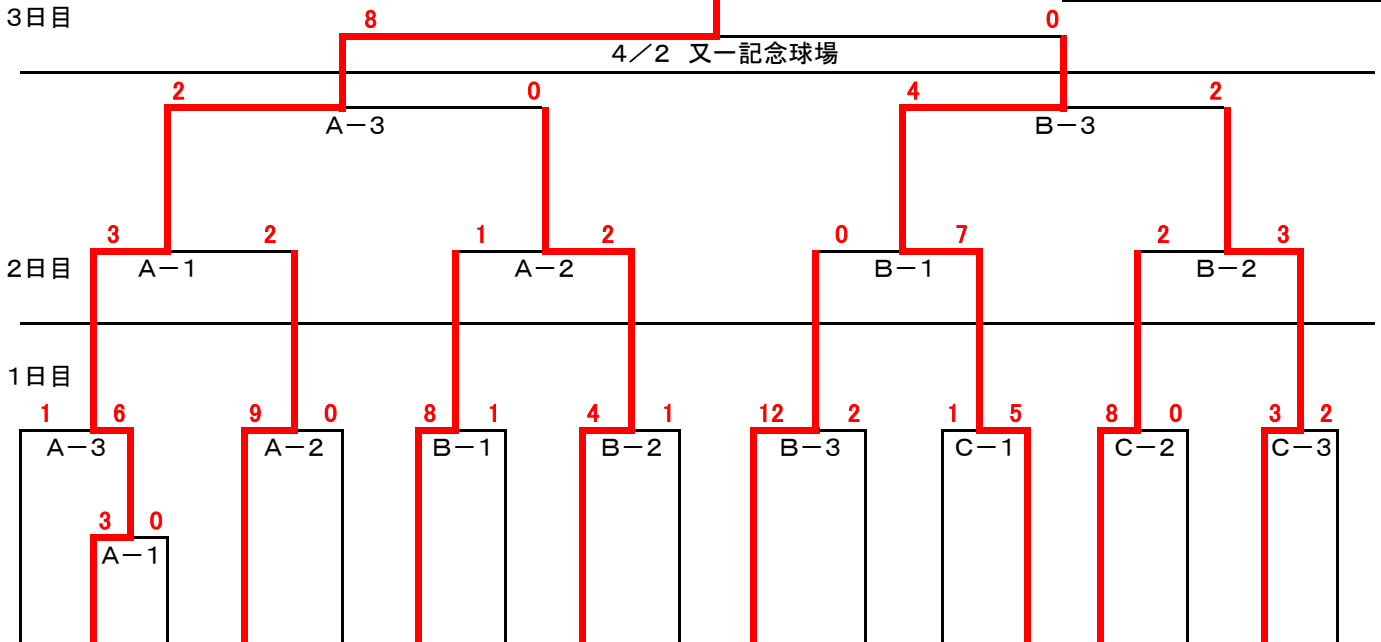 3日目
8 0
4/2 又一記念球場
2 0 4 2
A-3 B-3
3 2 1 2 0 7 2 3
2日目 A-1 A-2 B-1 B-2
1日目
1 6 9 0 8 1 4 1 12 2 1 5 8 0 3 2
A-3 A-2 B-1 B-2 B-3 C-1 C-2 C-3
3 0
A-1